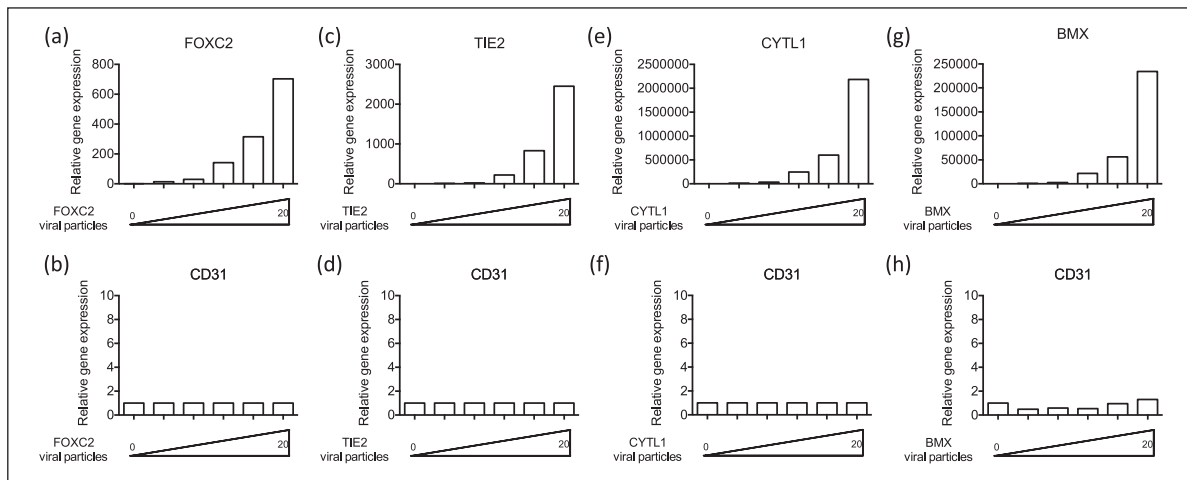 (a)
FOXC2
Relative gene expression
800
600
400
200
0
FOXC2
viral particles
0
20
(c)
TIE2
Relative gene expression
3000
2000
1000
0
TIE2
viral particles
0
20
(e)
CYTL1
Relative gene expression
2500000
2000000
1500000
1000000
500000
0
CYTL1
viral particles
0
20
(g)
BMX
Relative gene expression
250000
200000
150000
100000
50000
0
BMX
viral particles
0
20
(b)
CD31
Relative gene expression
10
8
6
4
2
0
FOXC2
viral particles
0
20
(d)
CD31
Relative gene expression
10
8
6
4
2
0
TIE2
viral particles
0
20
(f)
CD31
Relative gene expression
10
8
6
4
2
0
CYTL1
viral particles
0
20
(h)
CD31
Relative gene expression
10
8
6
4
2
0
BMX
viral particles
0
20